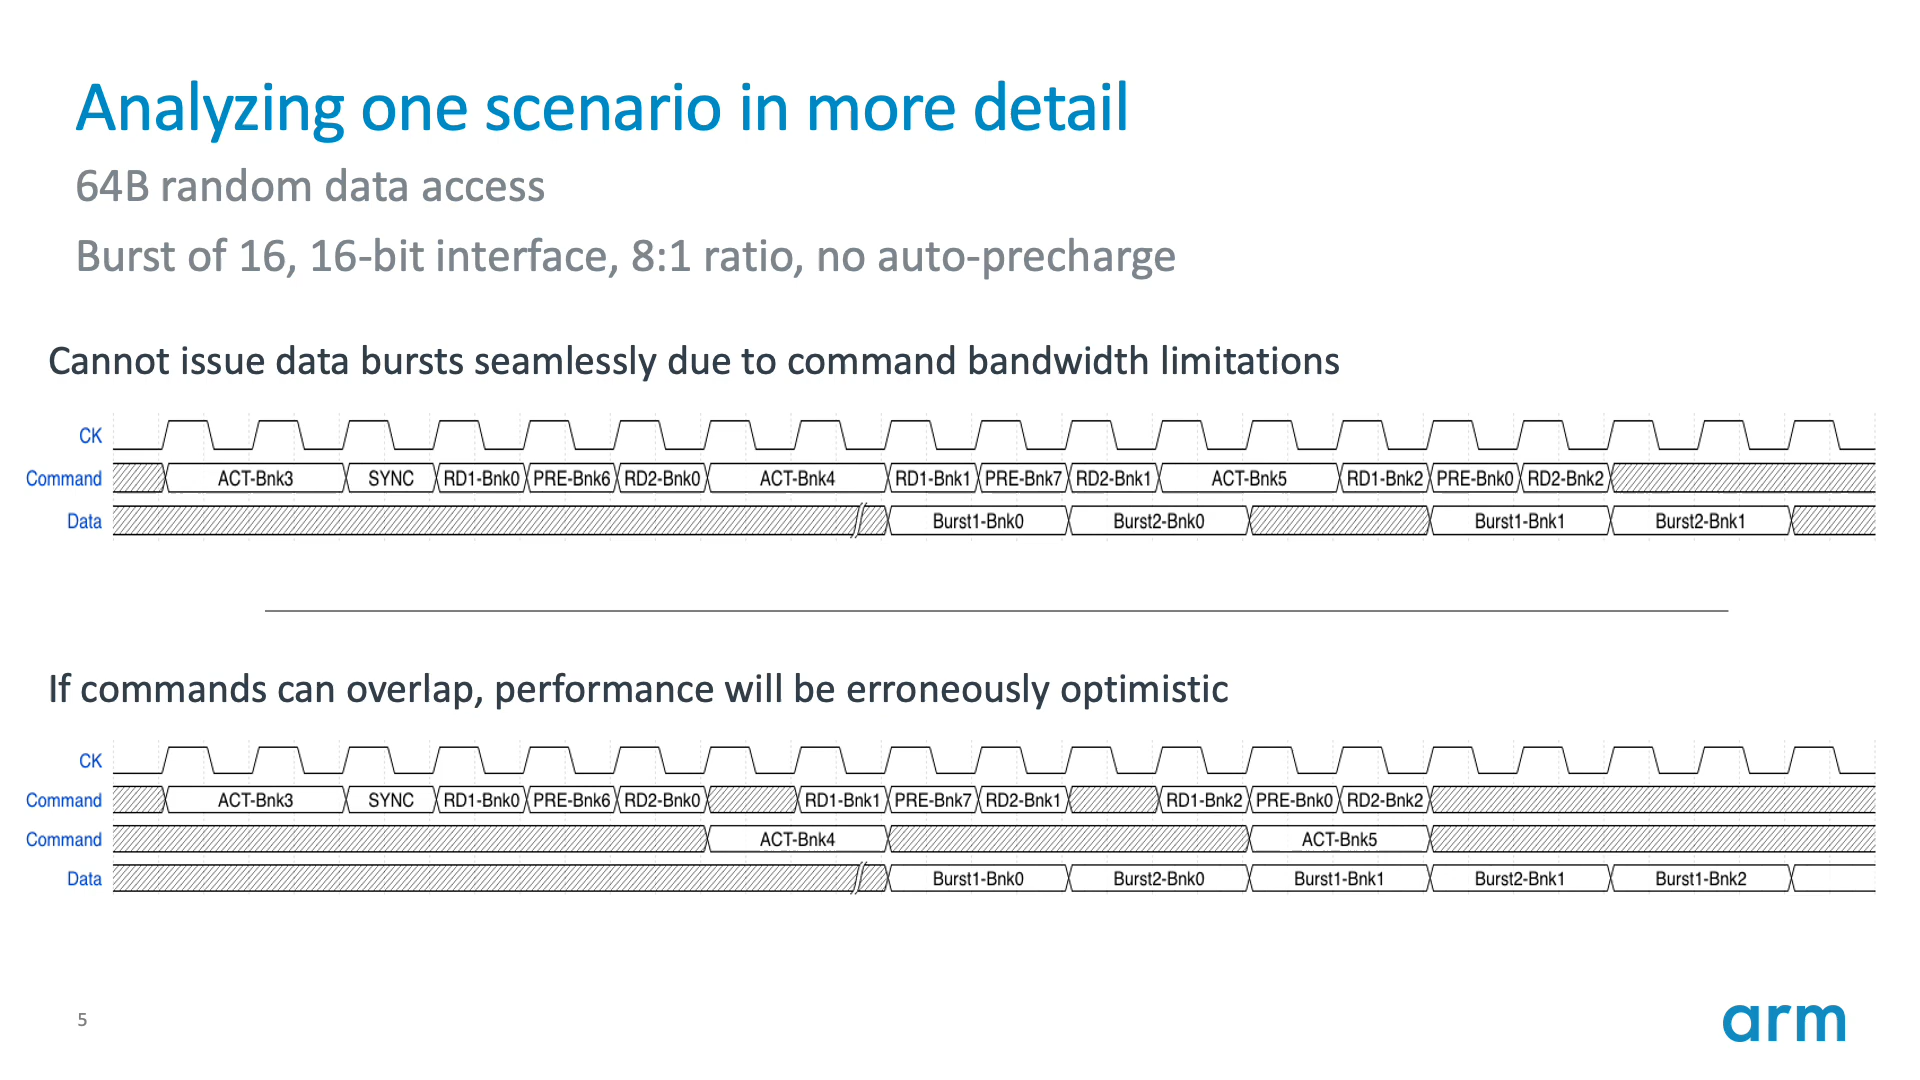 Analyzing one scenario in more detail
64B random data access
Burst of 16, 16-bit interface, 8:1 ratio, no auto-precharge
Cannot issue data bursts seamlessly due to command bandwidth limitations
CK
Command ACT-Bnk3 SYNC RD1-Bnk0 PRE-Bnk6 RD2-Bnk0 ACT-Bnk4 RD1-Bnk1 PRE-Bnk7 RD2-Bnk1 ACT-Bnk5 RD1-Bnk2 PRE-Bnk0 RD2-Bnk2
Data Burst1-Bnk0 Burst2-Bnk0 Burst1-Bnk1 Burst2-Bnk1
If commands can overlap, performance will be erroneously optimistic
CK
Command ACT-Bnk3 SYNC RD1-Bnk0 PRE-Bnk6 RD2-Bnk0 RD1-Bnk1 PRE-Bnk7 RD2-Bnk1 RD1-Bnk2 PRE-Bnk0 RD2-Bnk2
Command ACT-Bnk4 ACT-Bnk5
Data Burst1-Bnk0 Burst2-Bnk0 Burst1-Bnk1 Burst2-Bnk1 Burst1-Bnk2
5
arm